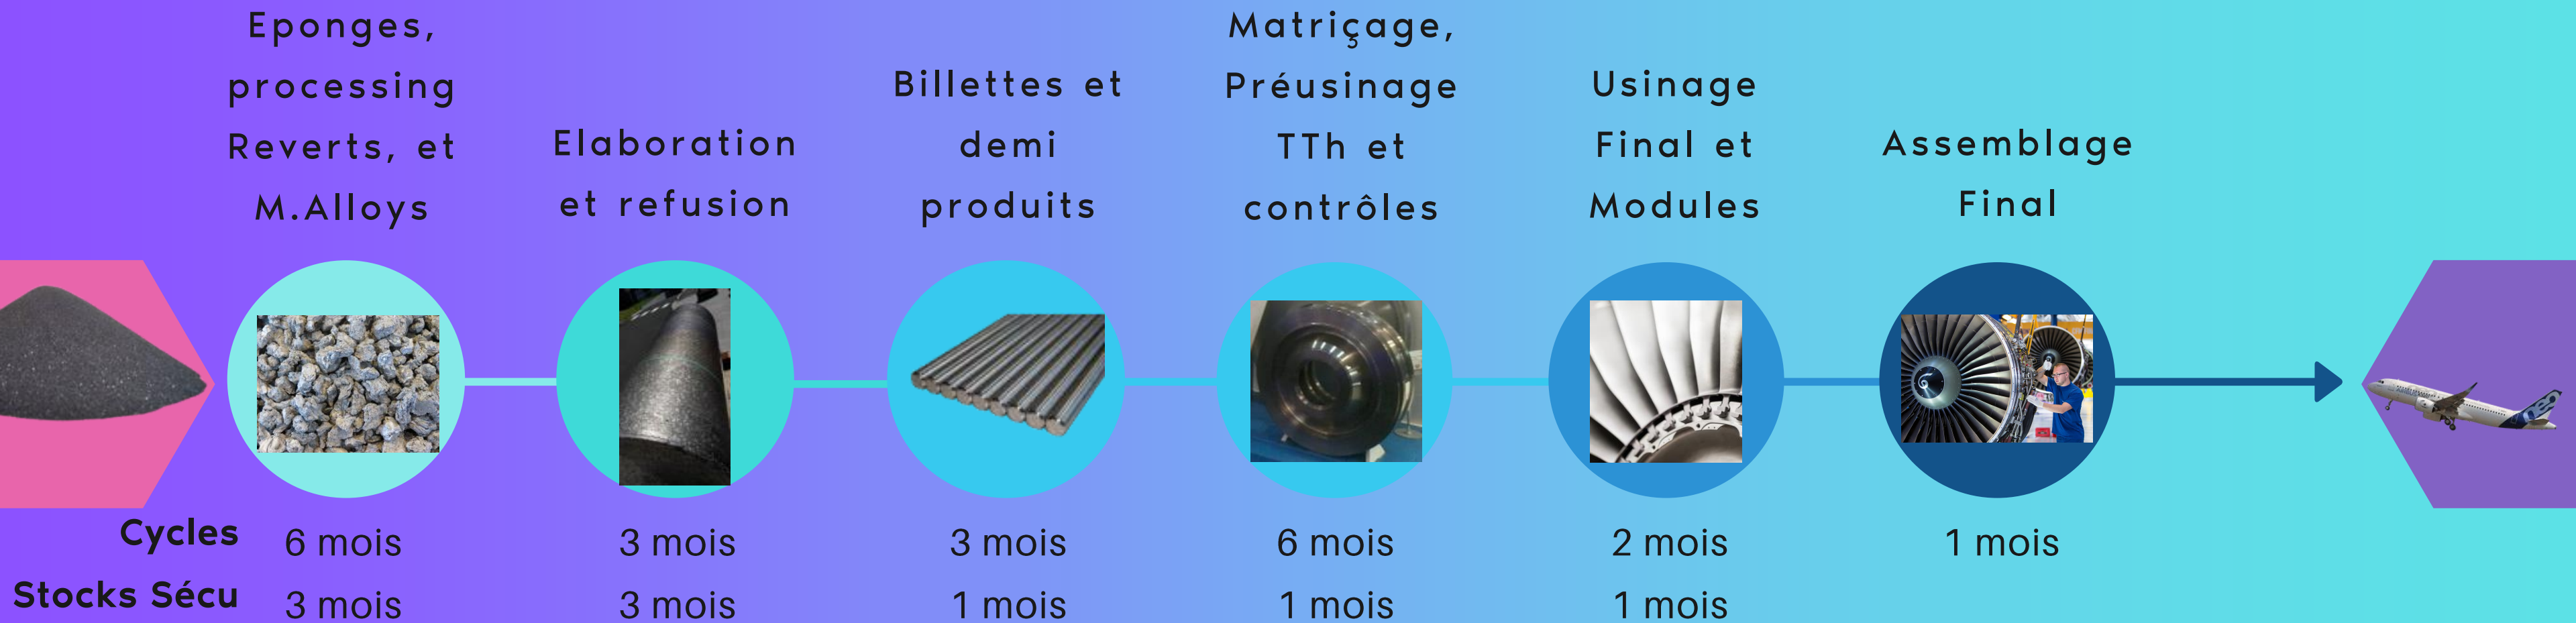 Eponges,
processing
Reverts, et
M.Alloys
Elaboration
et refusion
Billettes et
demi
produits
Matriçage,
Préusinage
TTh et
contrôles
Usinage
Final et
Modules
Assemblage
Final
Cycles
6 mois
3 mois
3 mois
6 mois
2 mois
1 mois
Stocks Sécu
3 mois
3 mois
1 mois
1 mois
1 mois